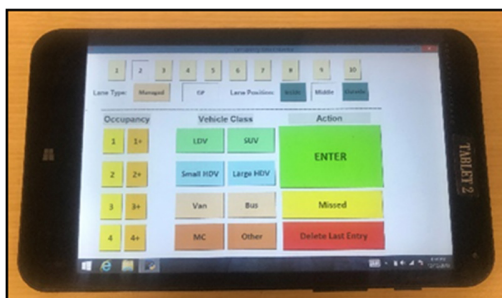 1 2 3 4 5 6 7 8 9 10
Lane Type: Managed GP Lane Position: Inside Middle Outside
Occupancy Vehicle Class Action
1 1+ LDV SUV ENTER
2 2+ Small HDV Large HDV
3 3+ Van Bus Missed
4 4+ MC Other Delete Last Entry
TABLET 2